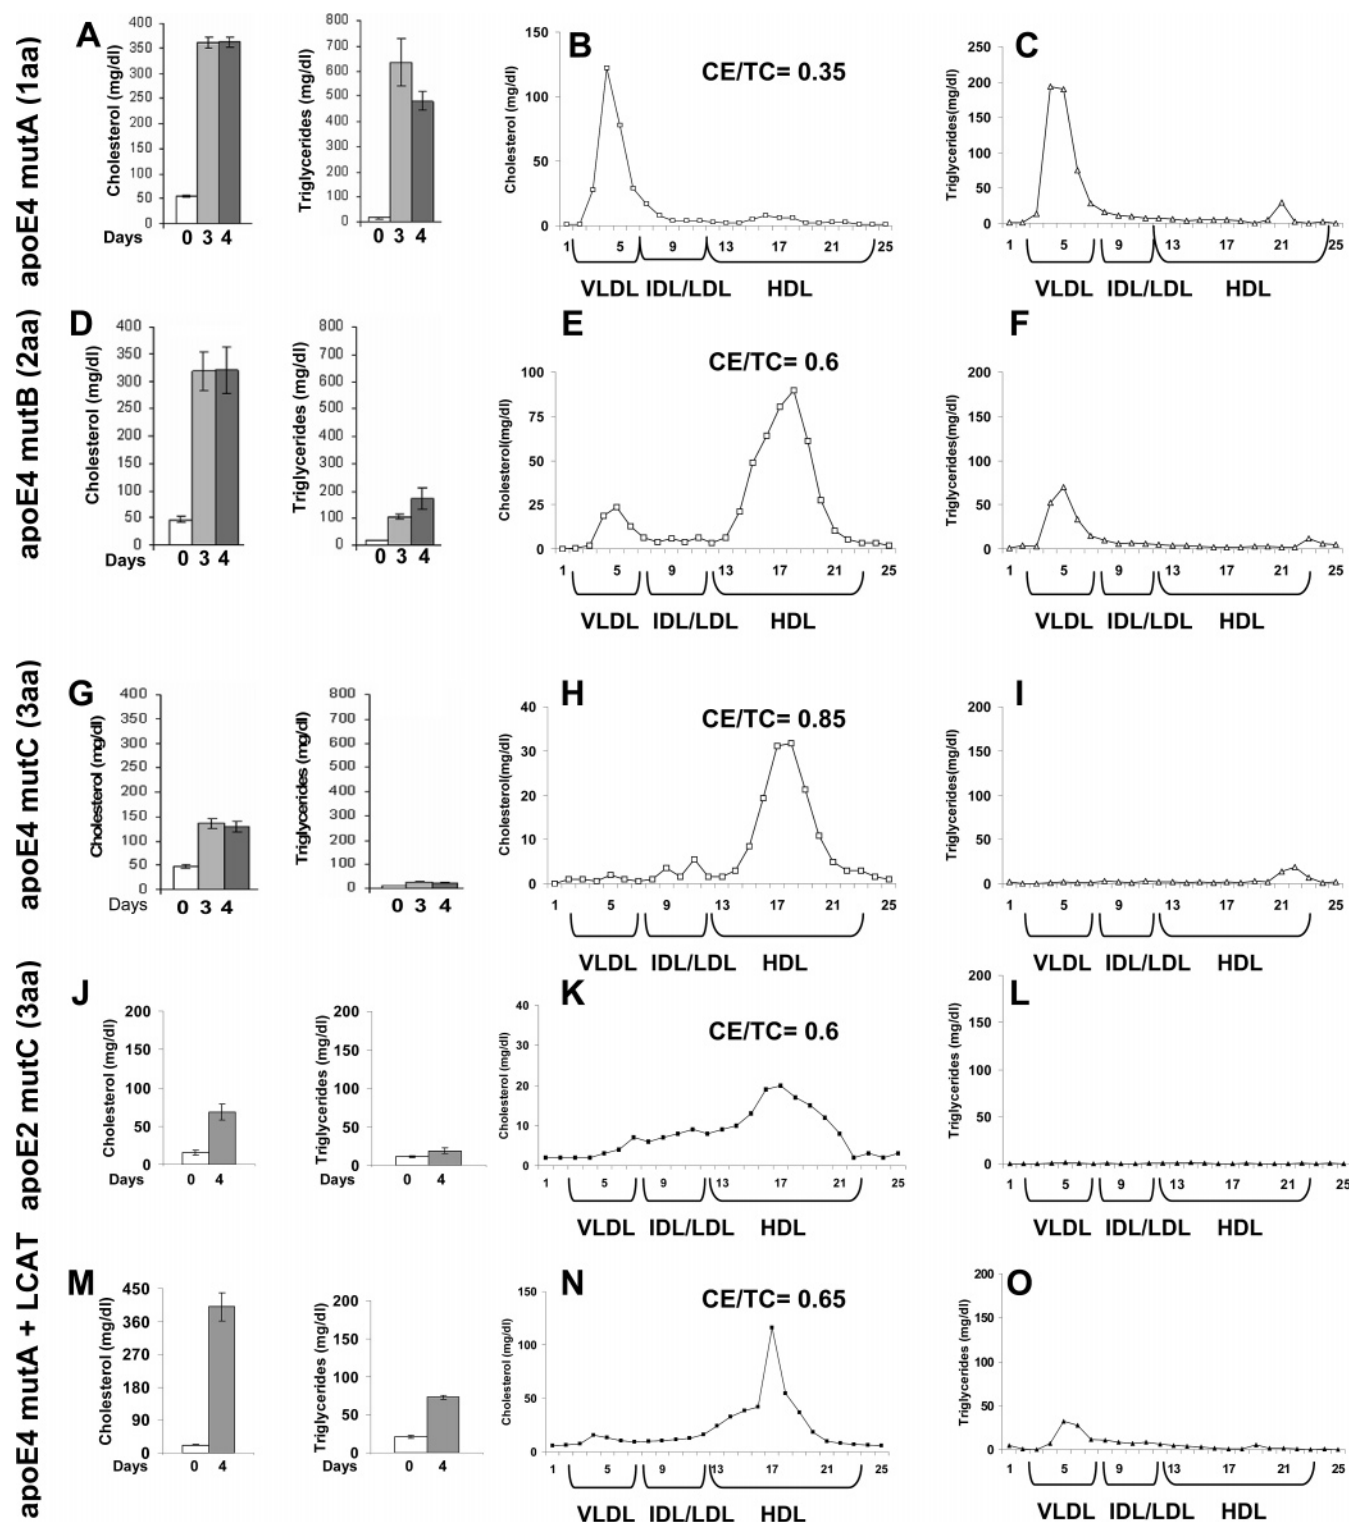 apoE4 mutA (1aa)
A
Cholesterol (mg/dl)
400
350
300
250
200
150
100
50
0
Days
0 3 4
Triglycerides (mg/dl)
800
700
600
500
400
300
200
100
0
0 3 4
B
CE/TC= 0.35
Cholesterol (mg/dl)
150
100
50
0
1 5 9 13 17 21 25
VLDL IDL/LDL HDL
C
Triglycerides(mg/dl)
250
200
150
100
50
0
1 5 9 13 17 21 25
VLDL IDL/LDL HDL
apoE4 mutB (2aa)
D
Cholesterol (mg/dl)
400
350
300
250
200
150
100
50
0
Days
0 3 4
Triglycerides (mg/dl)
800
700
600
500
400
300
200
100
0
0 3 4
E
CE/TC= 0.6
Cholesterol(mg/dl)
100
75
50
25
0
1 5 9 13 17 21 25
VLDL IDL/LDL HDL
F
Triglycerides(mg/dl)
200
150
100
50
0
1 5 9 13 17 21 25
VLDL IDL/LDL HDL
apoE4 mutC (3aa)
G
Cholesterol (mg/dl)
400
350
300
250
200
150
100
50
0
Days
0 3 4
Triglycerides (mg/dl)
800
700
600
500
400
300
200
100
0
0 3 4
H
CE/TC= 0.85
Cholesterol(mg/dl)
40
30
20
10
0
1 5 9 13 17 21 25
VLDL IDL/LDL HDL
I
Triglycerides(mg/dl)
200
150
100
50
0
1 5 9 13 17 21 25
VLDL IDL/LDL HDL
apoE2 mutC (3aa)
J
Cholesterol (mg/dl)
200
150
100
50
0
Days
0 4
Triglycerides (mg/dl)
200
150
100
50
0
Days
0 4
K
CE/TC= 0.6
Cholesterol (mg/dl)
40
30
20
10
0
1 5 9 13 17 21 25
VLDL IDL/LDL HDL
L
Triglycerides (mg/dl)
200
150
100
50
0
1 5 9 13 17 21 25
VLDL IDL/LDL HDL
apoE4 mutA + LCAT
M
Cholesterol (mg/dl)
450
360
270
180
90
0
Days
0 4
Triglycerides (mg/dl)
200
150
100
50
0
Days
0 4
N
CE/TC= 0.65
Cholesterol (mg/dl)
150
100
50
0
1 5 9 13 17 21 25
VLDL IDL/LDL HDL
O
Triglycerides (mg/dl)
200
150
100
50
0
1 5 9 13 17 21 25
VLDL IDL/LDL HDL